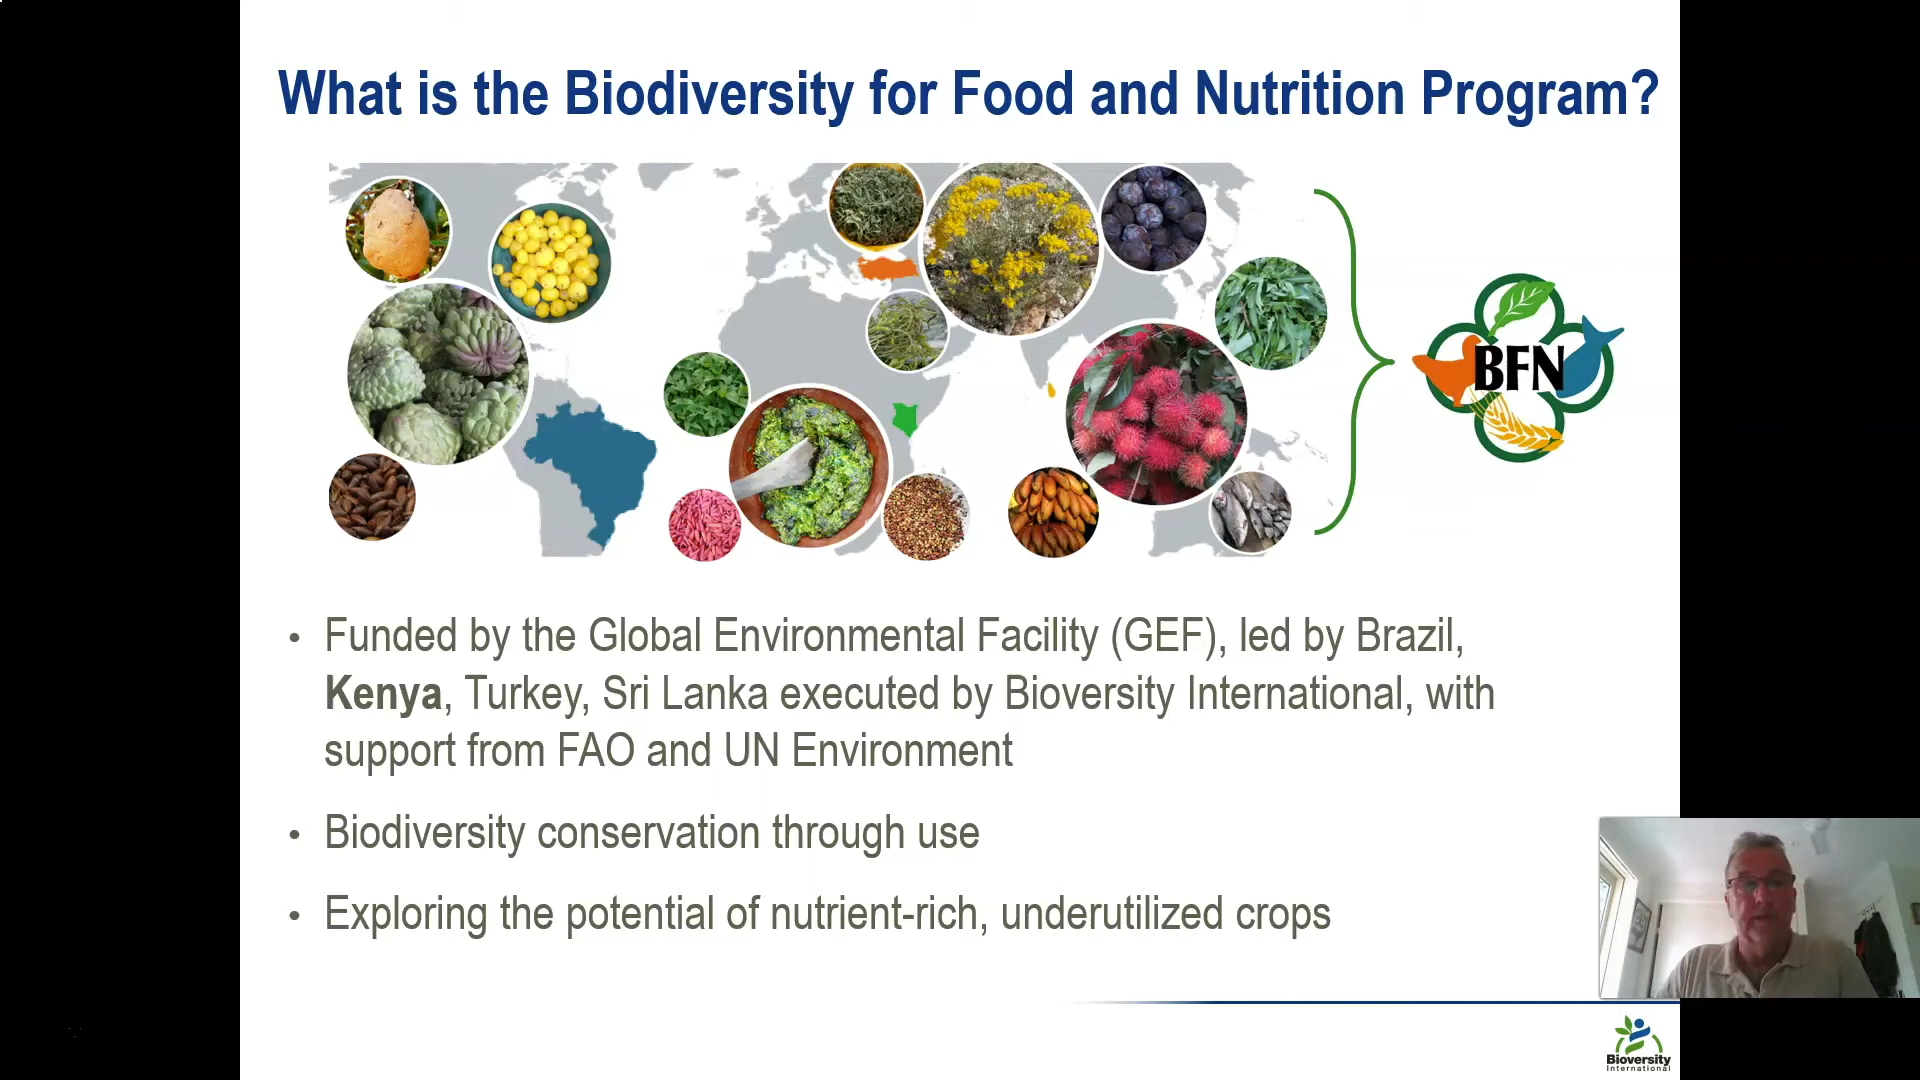 What is the Biodiversity for Food and Nutrition Program?
BFN
• Funded by the Global Environmental Facility (GEF), led by Brazil,
Kenya, Turkey, Sri Lanka executed by Bioversity International, with
support from FAO and UN Environment
• Biodiversity conservation through use
• Exploring the potential of nutrient-rich, underutilized crops
Bioversity
International